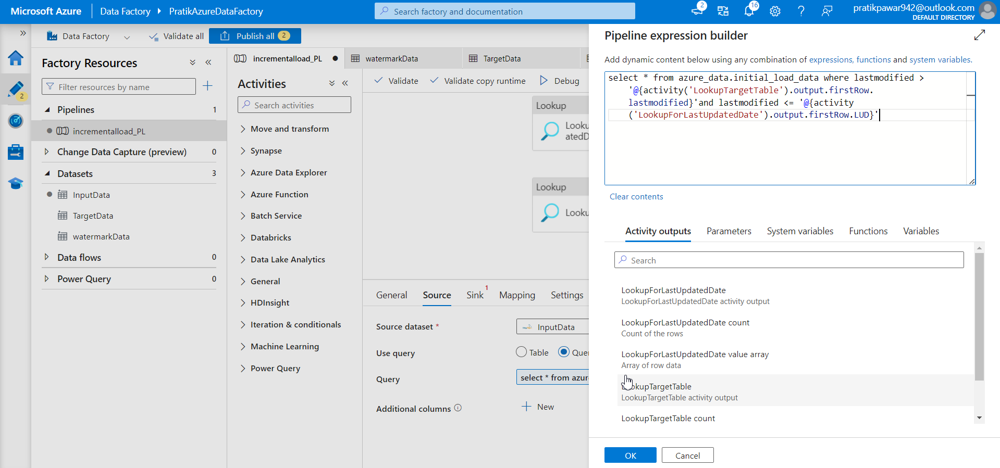 Microsoft Azure
Data Factory
PratikAzureDataFactory
Search factory and documentation
2
16
pratikpawar942@outlook.com
DEFAULT DIRECTORY
Data Factory
Validate all
Publish all
2
2
Factory Resources
Filter resources by name
Pipelines
1
incrementalload_PL
Change Data Capture (preview)
0
Datasets
3
InputData
TargetData
watermarkData
Data flows
0
Power Query
0
incrementalload_PL
watermarkData
TargetData
Activities
Search activities
Move and transform
Synapse
Azure Data Explorer
Azure Function
Batch Service
Databricks
Data Lake Analytics
General
HDInsight
Iteration & conditionals
Machine Learning
Power Query
Validate
Validate copy runtime
Debug
Lookup
Looku
atedD
Lookup
Looku
General
Source
Sink
1
Mapping
Settings
Source dataset *
InputData
Use query
Table
Quer
Query
select * from azur
Additional columns
New
Pipeline expression builder
Add dynamic content below using any combination of expressions, functions and system variables.
select * from azure_data.initial_load_data where lastmodified >
'@{activity('LookupTargetTable').output.firstRow.
lastmodified}'and lastmodified <= '@{activity
('LookupForLastUpdatedDate').output.firstRow.LUD}'
Clear contents
Activity outputs
Parameters
System variables
Functions
Variables
Search
LookupForLastUpdatedDate
LookupForLastUpdatedDate activity output
LookupForLastUpdatedDate count
Count of the rows
LookupForLastUpdatedDate value array
Array of row data
LookupTargetTable
LookupTargetTable activity output
LookupTargetTable count
OK
Cancel